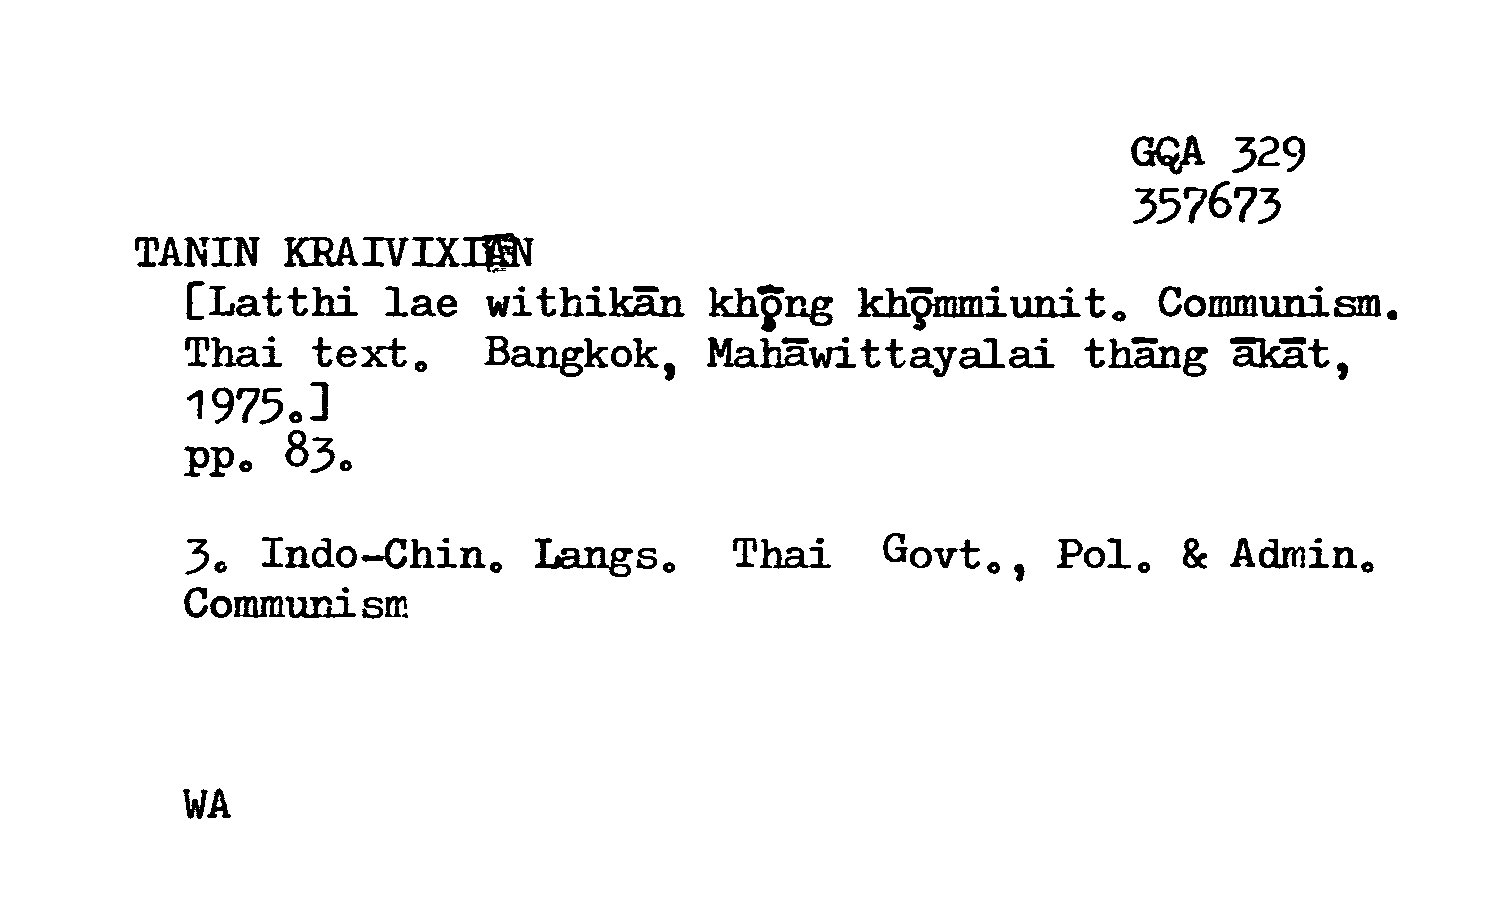 GQA 329
357673
TANIN KRAIVIXIAN
[Latthi lae withikān khǭng khǭmmiunit. Communism.
Thai text. Bangkok, Mahāwittayalai thāng ākāt,
1975.]
pp. 83.
3. Indo-Chin. Langs. Thai Govt., Pol. & Admin.
Communism
WA